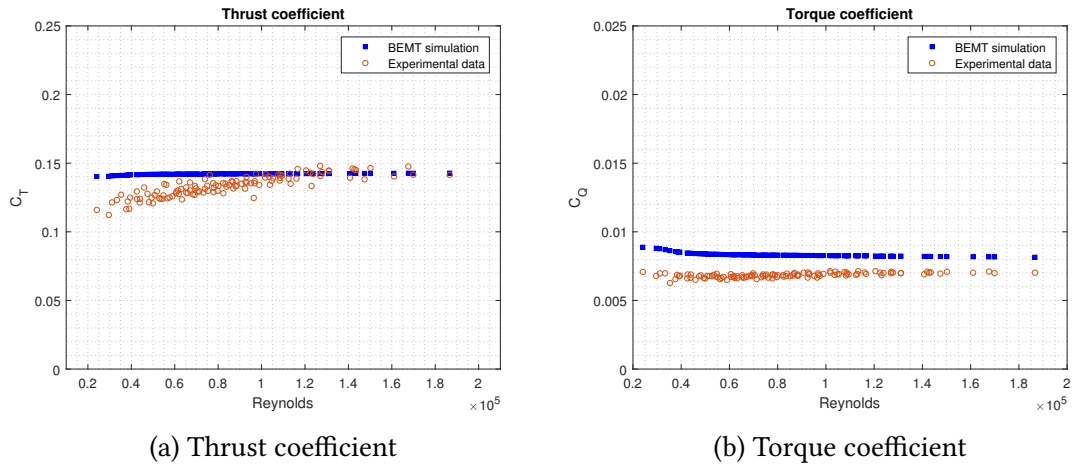 Thrust coefficient
BEMT simulation
Experimental data
C_T
0.25
0.2
0.15
0.1
0.05
0
0.2 0.4 0.6 0.8 1 1.2 1.4 1.6 1.8 2
Reynolds
×10^5
(a) Thrust coefficient
Torque coefficient
BEMT simulation
Experimental data
C_Q
0.025
0.02
0.015
0.01
0.005
0
0.2 0.4 0.6 0.8 1 1.2 1.4 1.6 1.8 2
Reynolds
×10^5
(b) Torque coefficient